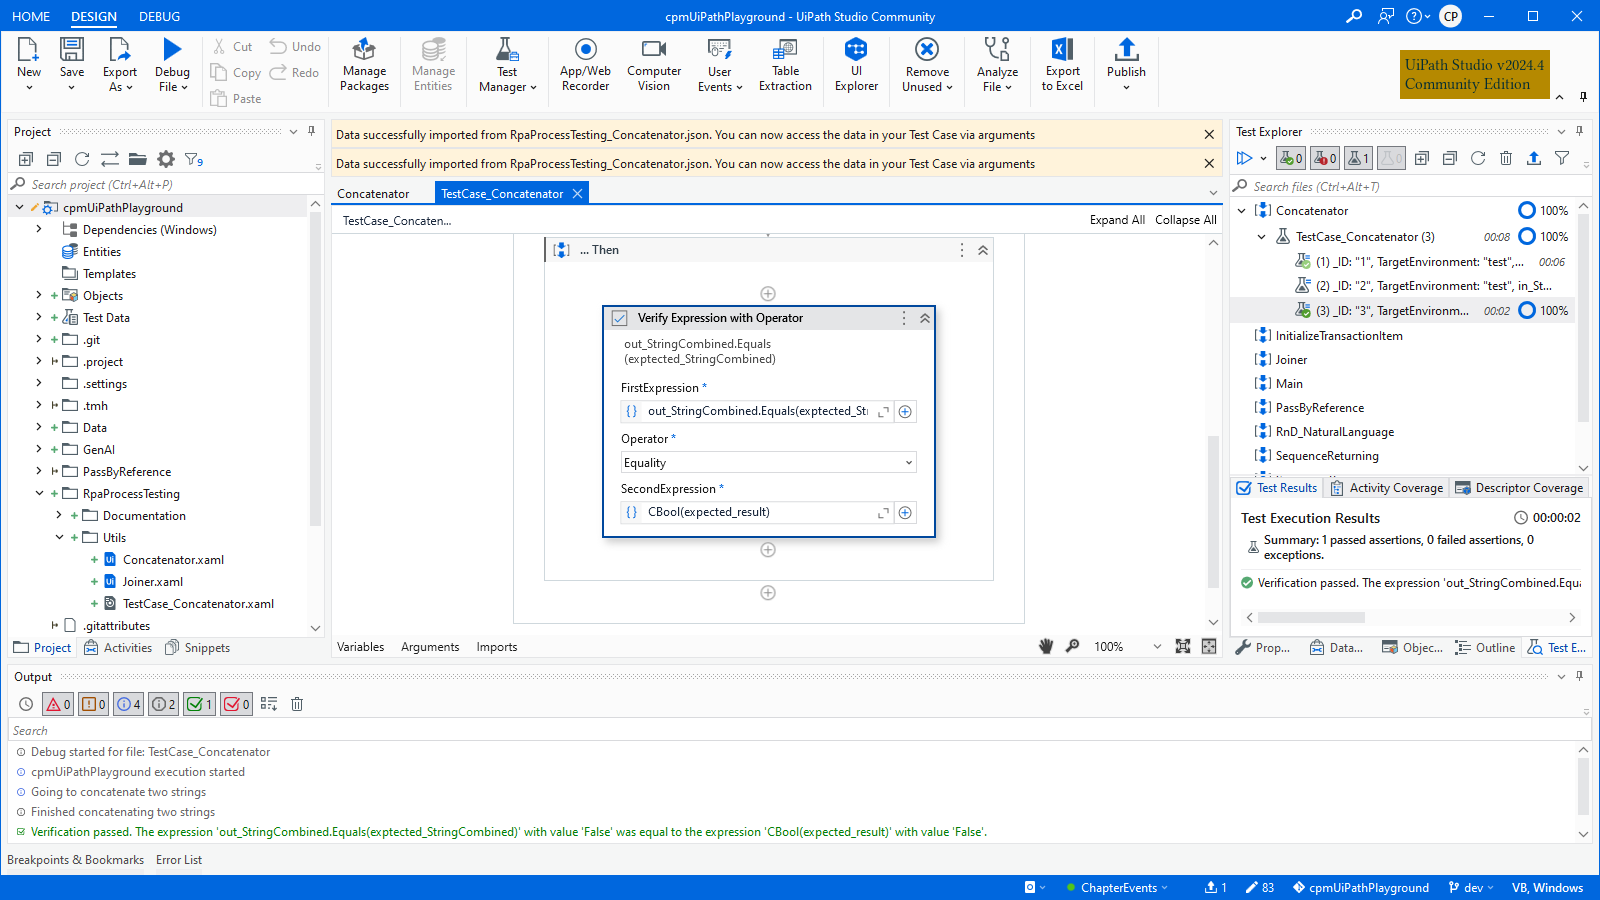 HOME DESIGN DEBUG
cpmUiPathPlayground - UiPath Studio Community
CP
New
Save
Export As
Debug File
Cut
Copy
Paste
Undo
Redo
Manage Packages
Manage Entities
Test Manager
App/Web Recorder
Computer Vision
User Events
Table Extraction
UI Explorer
Remove Unused
Analyze File
Export to Excel
Publish
UiPath Studio v2024.4
Community Edition
Project
9
Search project (Ctrl+Alt+P)
cpmUiPathPlayground
Dependencies (Windows)
Entities
Templates
Objects
Test Data
.git
.project
.settings
.tmh
Data
GenAI
PassByReference
RpaProcessTesting
Documentation
Utils
Concatenator.xaml
Joiner.xaml
TestCase_Concatenator.xaml
.gitattributes
Project Activities Snippets
Data successfully imported from RpaProcessTesting_Concatenator.json. You can now access the data in your Test Case via arguments
Data successfully imported from RpaProcessTesting_Concatenator.json. You can now access the data in your Test Case via arguments
Concatenator TestCase_Concatenator
TestCase_Concaten...
Expand All Collapse All
... Then
Verify Expression with Operator
out_StringCombined.Equals
(exptected_StringCombined)
FirstExpression *
out_StringCombined.Equals(exptected_Str
Operator *
Equality
SecondExpression *
CBool(expected_result)
Variables Arguments Imports
100%
Test Explorer
0 0 1 0
Search files (Ctrl+Alt+T)
Concatenator 100%
TestCase_Concatenator (3) 00:08 100%
(1) _ID: "1", TargetEnvironment: "test",... 00:06
(2) _ID: "2", TargetEnvironment: "test", in_St...
(3) _ID: "3", TargetEnvironm... 00:02 100%
InitializeTransactionItem
Joiner
Main
PassByReference
RnD_NaturalLanguage
SequenceReturning
Test Results Activity Coverage Descriptor Coverage
Test Execution Results 00:00:02
Summary: 1 passed assertions, 0 failed assertions, 0
exceptions.
Verification passed. The expression 'out_StringCombined.Equa
Prop... Data... Objec... Outline Test E...
Output
0 0 4 2 1 0
Search
Debug started for file: TestCase_Concatenator
cpmUiPathPlayground execution started
Going to concatenate two strings
Finished concatenating two strings
Verification passed. The expression 'out_StringCombined.Equals(exptected_StringCombined)' with value 'False' was equal to the expression 'CBool(expected_result)' with value 'False'.
Breakpoints & Bookmarks Error List
ChapterEvents 1 83 cpmUiPathPlayground dev VB, Windows